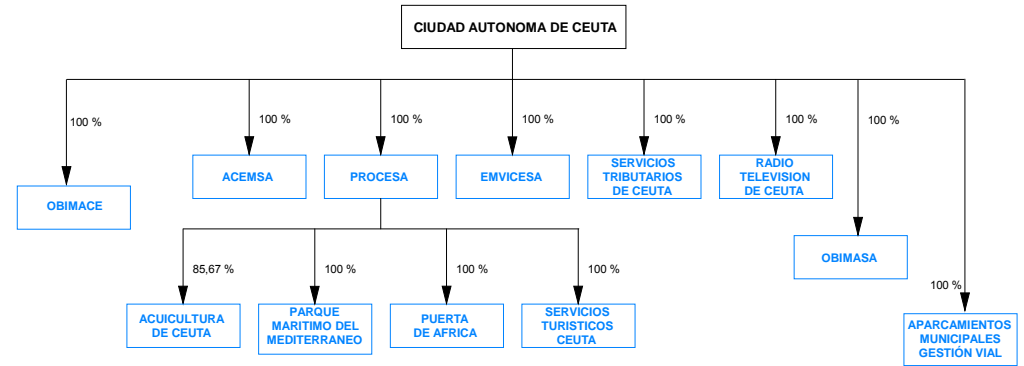 CIUDAD AUTONOMA DE CEUTA
100 %
100 %
100 %
100 %
100 %
100 %
100 %
ACEMSA
PROCESA
EMVICESA
SERVICIOS
TRIBUTARIOS
DE CEUTA
RADIO
TELEVISION
DE CEUTA
OBIMACE
OBIMASA
85,67 %
100 %
100 %
100 %
100 %
ACUICULTURA
DE CEUTA
PARQUE
MARITIMO DEL
MEDITERRANEO
PUERTA
DE AFRICA
SERVICIOS
TURISTICOS
CEUTA
APARCAMIENTOS
MUNICIPALES
GESTIÓN VIAL